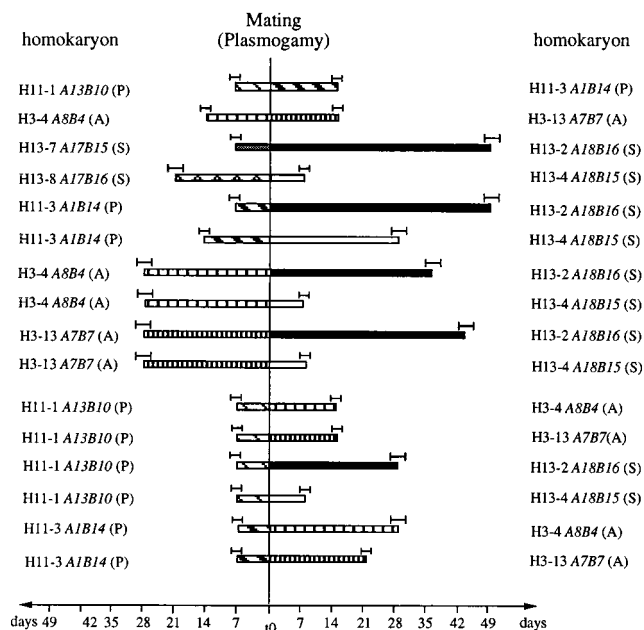 Mating
homokaryon (Plasmogamy) homokaryon
H11-1 A13B10 (P) H11-3 A1B14 (P)
H3-4 A8B4 (A) H3-13 A7B7 (A)
H13-7 A17B15 (S) H13-2 A18B16 (S)
H13-8 A17B16 (S) H13-4 A18B15 (S)
H11-3 A1B14 (P) H13-2 A18B16 (S)
H11-3 A1B14 (P) H13-4 A18B15 (S)
H3-4 A8B4 (A) H13-2 A18B16 (S)
H3-4 A8B4 (A) H13-4 A18B15 (S)
H3-13 A7B7 (A) H13-2 A18B16 (S)
H3-13 A7B7 (A) H13-4 A18B15 (S)
H11-1 A13B10 (P) H3-4 A8B4 (A)
H11-1 A13B10 (P) H3-13 A7B7(A)
H11-1 A13B10 (P) H13-2 A18B16 (S)
H11-1 A13B10 (P) H13-4 A18B15 (S)
H11-3 A1B14 (P) H3-4 A8B4 (A)
H11-3 A1B14 (P) H3-13 A7B7 (A)
days 49 42 35 28 21 14 7 t0 7 14 21 28 35 42 49 days